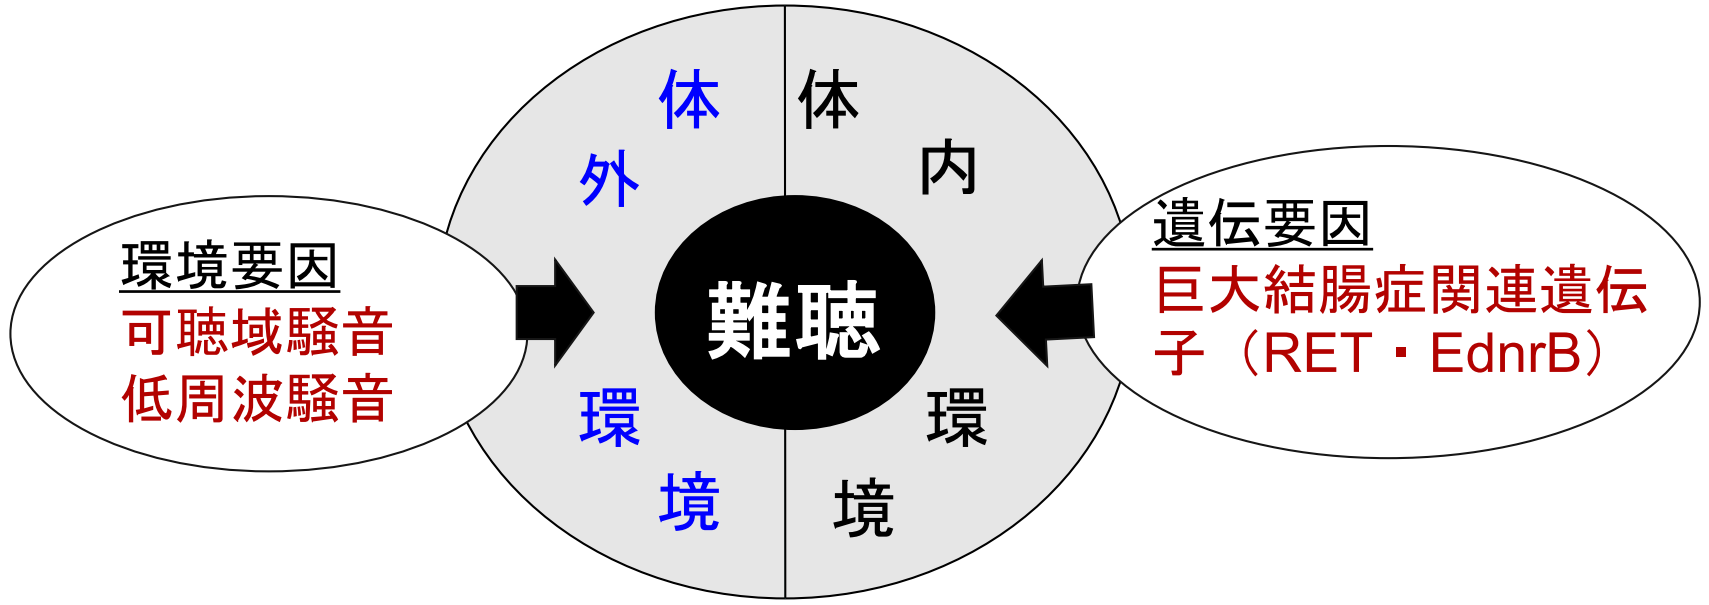 体外環境
体内環境
難聴
環境要因
可聴域騒音
低周波騒音
遺伝要因
巨大結腸症関連遺伝
子（RET・EdnrB）